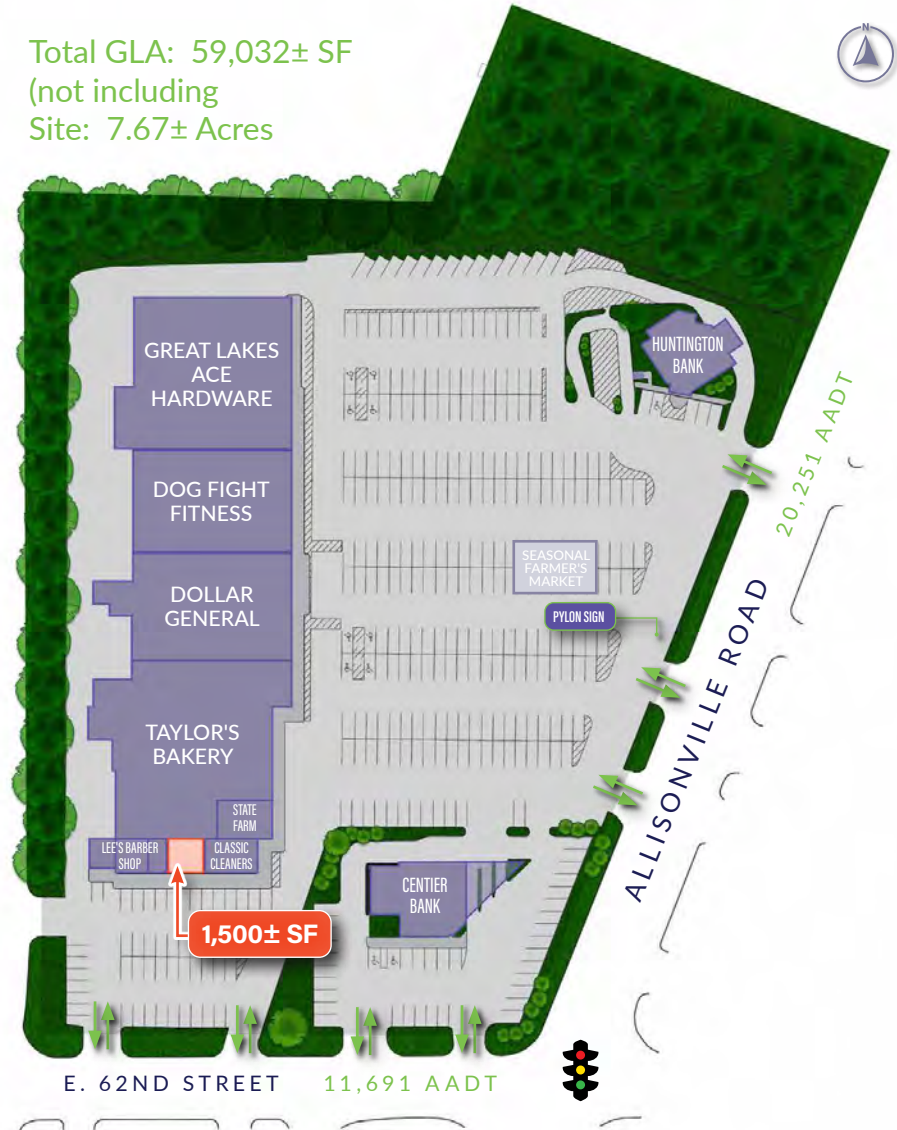 Total GLA: 59,032± SF
(not including
Site: 7.67± Acres
N
GREAT LAKES
ACE
HARDWARE
HUNTINGTON
BANK
DOG FIGHT
FITNESS
20,251 AADT
SEASONAL
FARMER'S
MARKET
DOLLAR
GENERAL
PYLON SIGN
ALLISONVILLE ROAD
TAYLOR'S
BAKERY
STATE
FARM
LEE'S BARBER
SHOP
CLASSIC
CLEANERS
CENTIER
BANK
1,500± SF
E. 62ND STREET
11,691 AADT